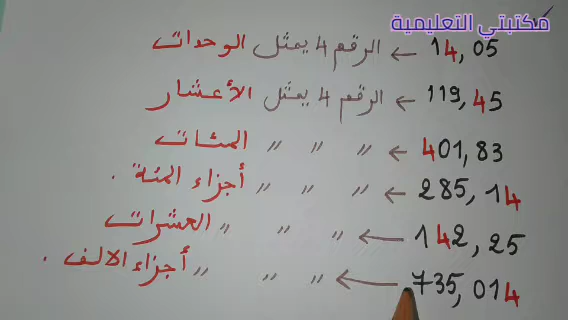 مكتبتي التعليمية
14,05 ← الرقم 4 يمثل الوحدات
119,45 ← الرقم 4 يمثل الأعشار
401,83 ← " " " المئات
285,14 ← " " " أجزاء المئة .
142,25 ← " " " العشرات
735,014 ← " " " أجزاء الالف .